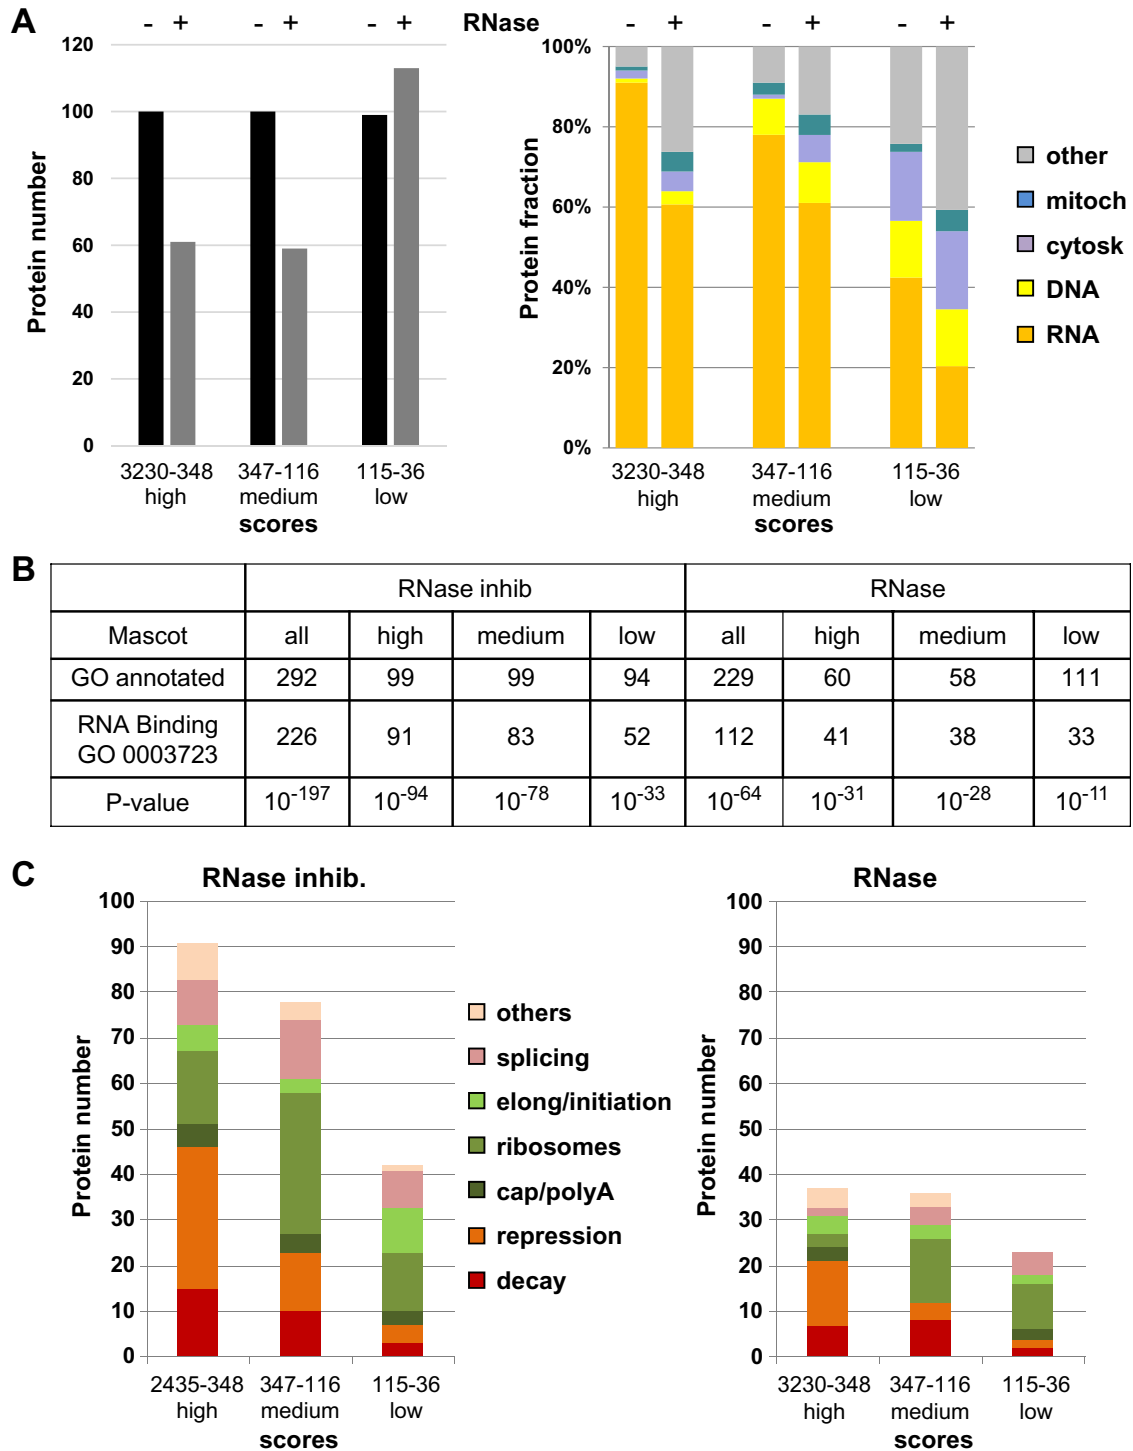 A
- + - + - +
120
100
80
60
40
20
0
Protein number
3230-348 347-116 115-36
high medium low
scores
RNase - + - + - +
100%
80%
60%
40%
20%
0%
Protein fraction
3230-348 347-116 115-36
high medium low
scores
other
mitoch
cytosk
DNA
RNA
B
RNase inhib RNase
Mascot all high medium low all high medium low
GO annotated 292 99 99 94 229 60 58 111
RNA Binding
GO 0003723 226 91 83 52 112 41 38 33
P-value 10^-197 10^-94 10^-78 10^-33 10^-64 10^-31 10^-28 10^-11
C
RNase inhib.
100
90
80
70
60
50
40
30
20
10
0
Protein number
2435-348 347-116 115-36
high medium low
scores
others
splicing
elong/initiation
ribosomes
cap/polyA
repression
decay
RNase
100
90
80
70
60
50
40
30
20
10
0
Protein number
3230-348 347-116 115-36
high medium low
scores